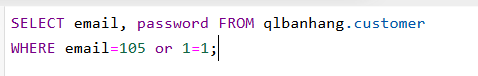 SELECT email, password FROM qlbanhang.customer
WHERE email=105 or 1=1;